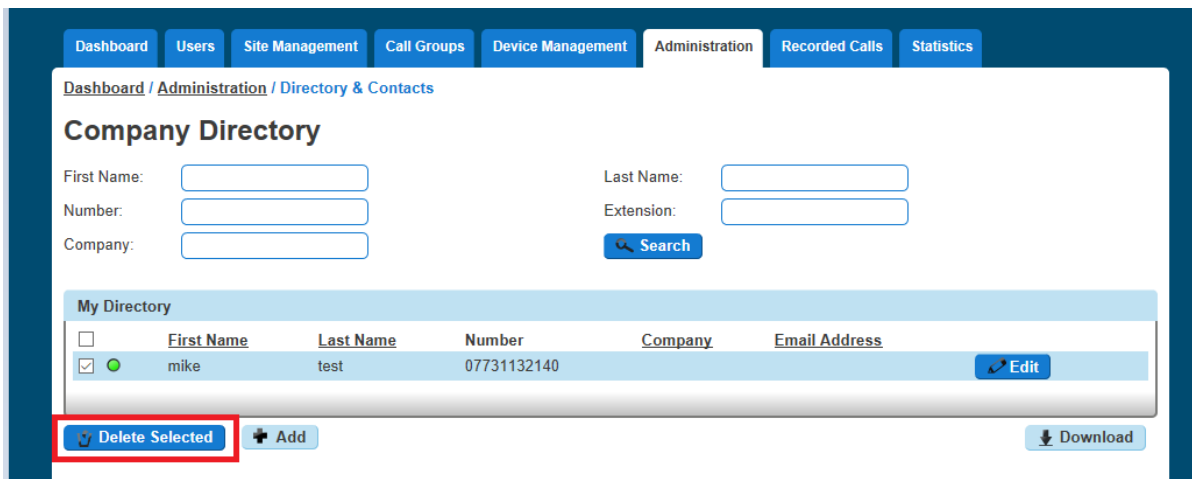 Dashboard Users Site Management Call Groups Device Management Administration Recorded Calls Statistics
Dashboard / Administration / Directory & Contacts
Company Directory
First Name: Last Name:
Number: Extension:
Company: Search
My Directory
First Name Last Name Number Company Email Address
mike test 07731132140 Edit
Delete Selected Add Download